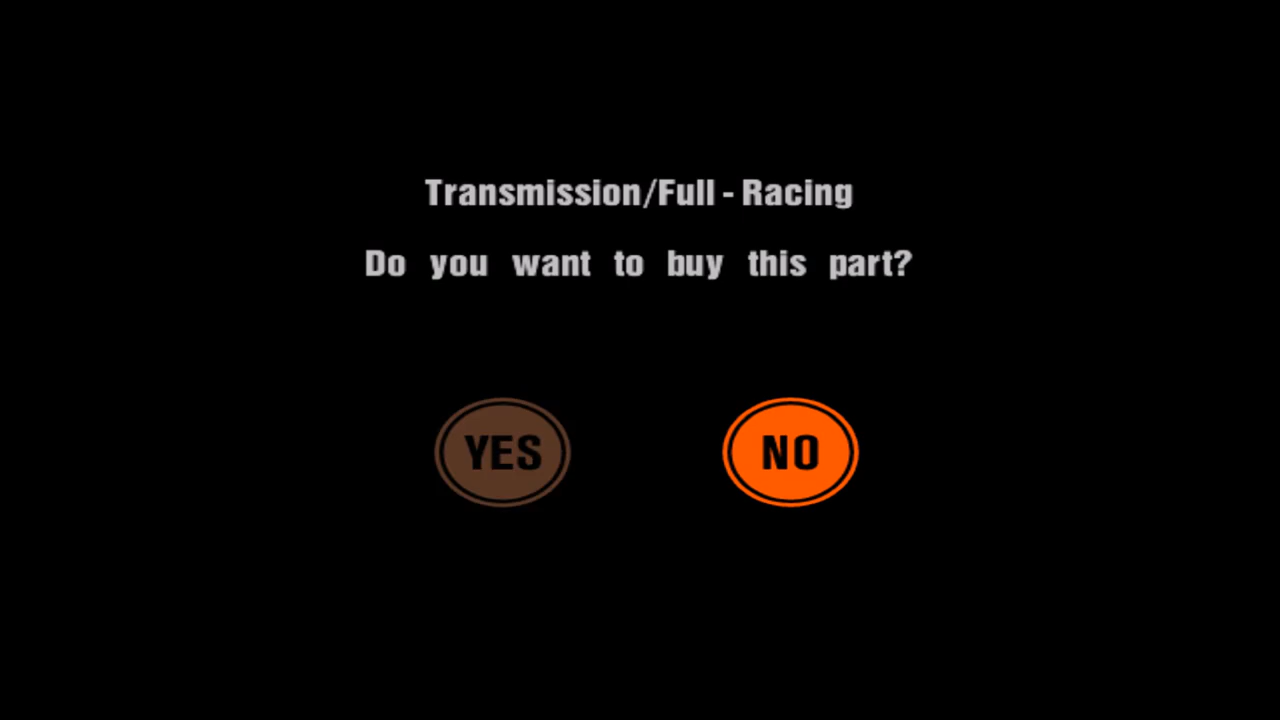 Transmission/Full - Racing
Do you want to buy this part?
YES NO